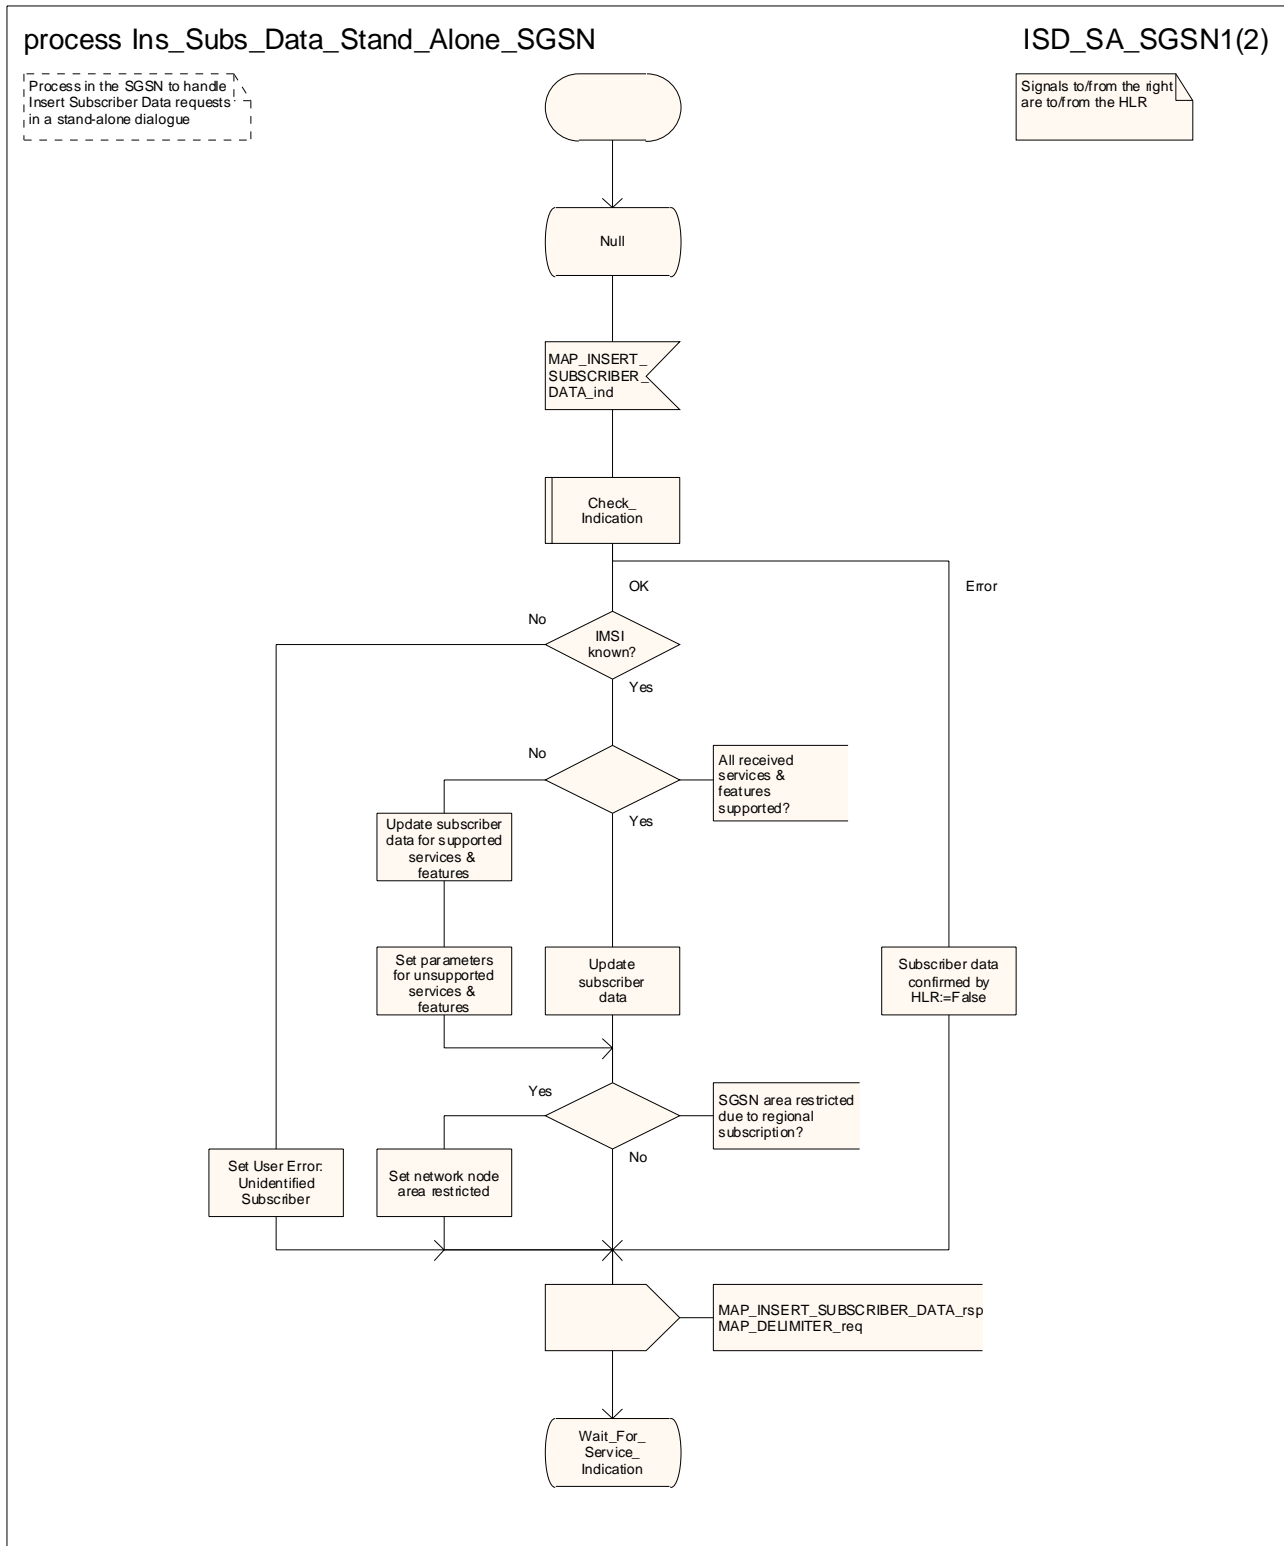 process Ins_Subs_Data_Stand_Alone_SGSN
ISD_SA_SGSN1(2)
Process in the SGSN to handle
Insert Subscriber Data requests
in a stand-alone dialogue
Signals to/from the right
are to/from the HLR
Null
MAP_INSERT_
SUBSCRIBER_
DATA_ind
Check_
Indication
OK
Error
No
IMSI
known?
Yes
No
All received
services &
features
supported?
Yes
Update subscriber
data for supported
services &
features
Set parameters
for unsupported
services &
features
Update
subscriber
data
Subscriber data
confirmed by
HLR:=False
Yes
SGSN area restricted
due to regional
subscription?
No
Set User Error:
Unidentified
Subscriber
Set network node
area restricted
MAP_INSERT_SUBSCRIBER_DATA_rsp
MAP_DELIMITER_req
Wait_For_
Service_
Indication